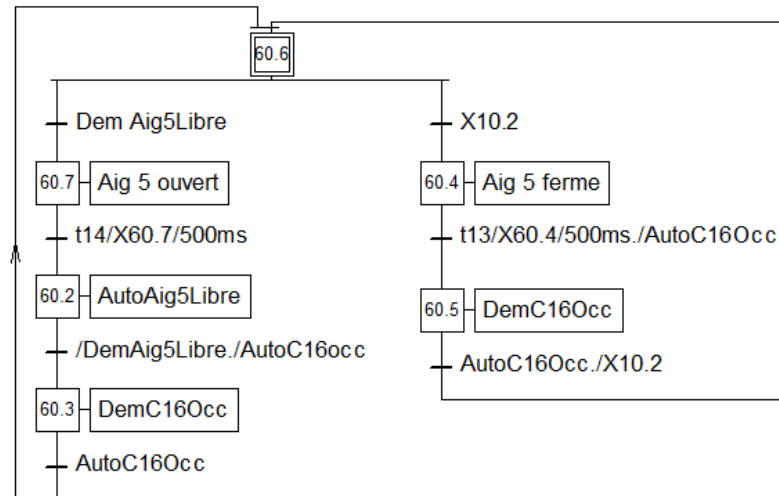 60.6
Dem Aig5Libre
X10.2
60.7 Aig 5 ouvert
60.4 Aig 5 ferme
t14/X60.7/500ms
t13/X60.4/500ms./AutoC16Occ
60.2 AutoAig5Libre
60.5 DemC16Occ
/DemAig5Libre./AutoC16occ
AutoC16Occ./X10.2
60.3 DemC16Occ
AutoC16Occ